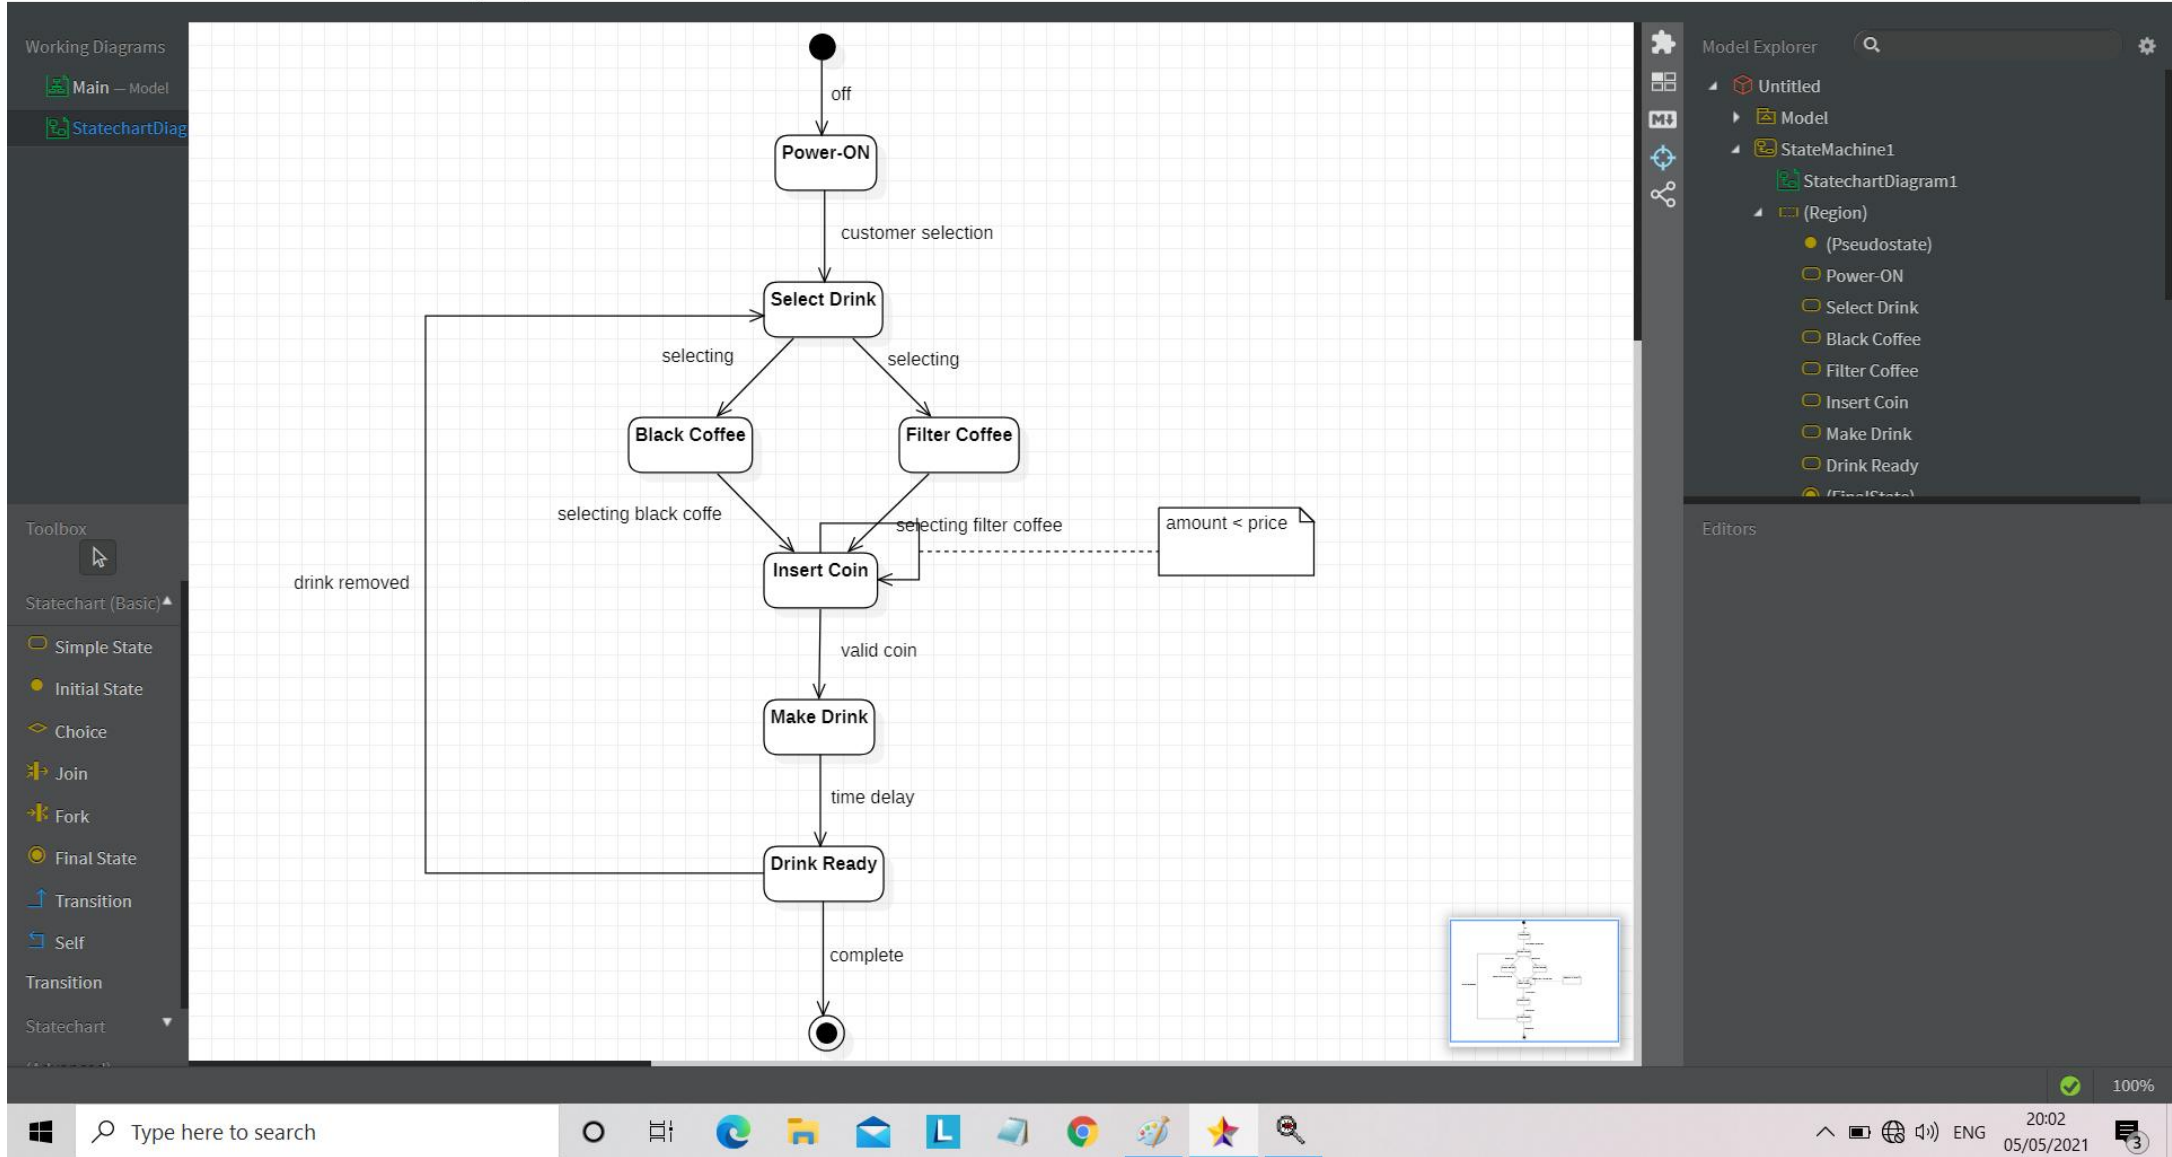 Working Diagrams
Main — Model
StatechartDiag
Toolbox
Statechart (Basic)
Simple State
Initial State
Choice
Join
Fork
Final State
Transition
Self
Transition
Statechart
off
Power-ON
customer selection
Select Drink
selecting
selecting
Black Coffee
Filter Coffee
selecting black coffe
selecting filter coffee
amount < price
Insert Coin
drink removed
valid coin
Make Drink
time delay
Drink Ready
complete
M
Model Explorer
Untitled
Model
StateMachine1
StatechartDiagram1
(Region)
(Pseudostate)
Power-ON
Select Drink
Black Coffee
Filter Coffee
Insert Coin
Make Drink
Drink Ready
(FinalState)
Editors
100%
Type here to search
L
ENG
20:02
05/05/2021
3